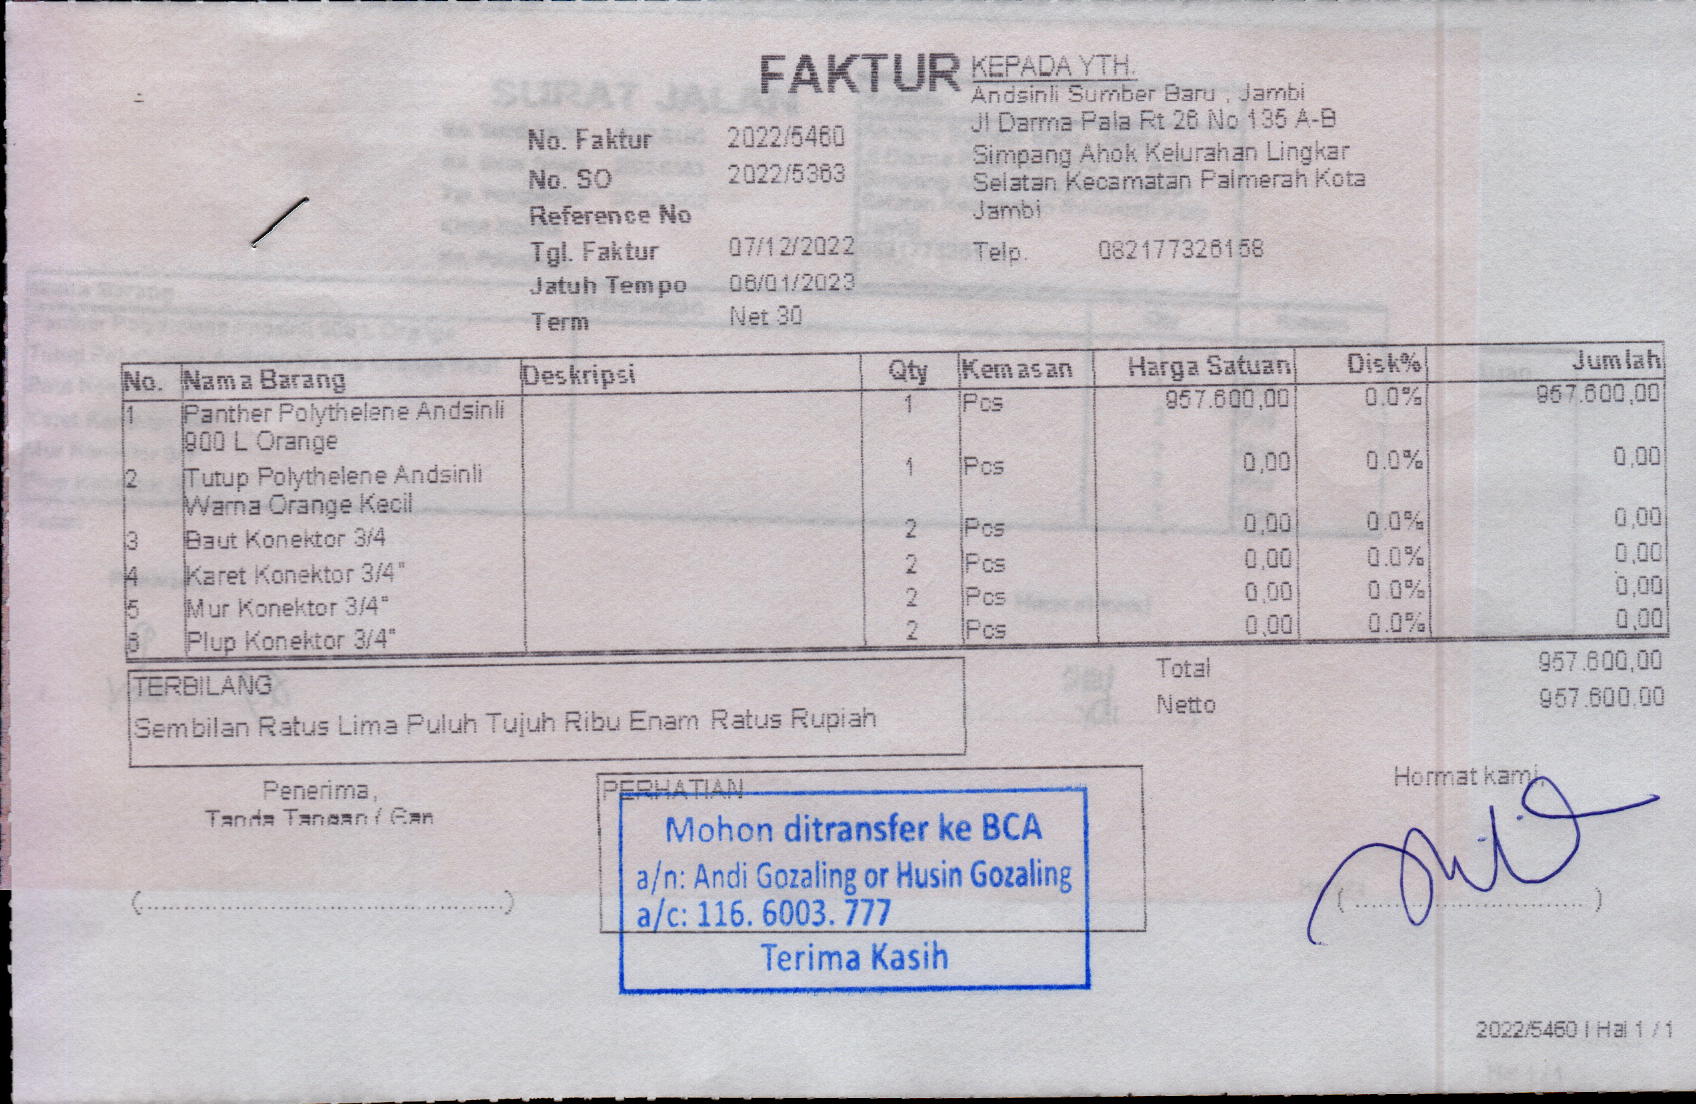 FAKTUR
KEPADA YTH.
Andsinli Sumber Baru , Jambi
Jl Darma Pala Rt 26 No 135 A-B
Simpang Ahok Kelurahan Lingkar
Selatan Kecamatan Palmerah Kota
Jambi
Telp. 082177326158
No. Faktur 2022/5460
No. SO 2022/5363
Reference No
Tgl. Faktur 07/12/2022
Jatuh Tempo 06/01/2023
Term Net 30
No. Nama Barang Deskripsi Qty Kemasan Harga Satuan Disk% Jumlah
1 Panther Polythelene Andsinli 1 Pcs 957.600,00 0.0% 957.600,00
900 L Orange
2 Tutup Polythelene Andsinli 1 Pcs 0,00 0.0% 0,00
Warna Orange Kecil
3 Baut Konektor 3/4 2 Pcs 0,00 0.0% 0,00
4 Karet Konektor 3/4" 2 Pcs 0,00 0.0% 0,00
5 Mur Konektor 3/4" 2 Pcs 0,00 0.0% 0,00
6 Plup Konektor 3/4" 2 Pcs 0,00 0.0% 0,00
Total 957.600,00
Netto 957.600,00
TERBILANG
Sembilan Ratus Lima Puluh Tujuh Ribu Enam Ratus Rupiah
Penerima,
Tanda Tangan / Cap
(..................................................)
PERHATIAN
Mohon ditransfer ke BCA
a/n: Andi Gozaling or Husin Gozaling
a/c: 116. 6003. 777
Terima Kasih
Hormat kami,
(................................)
2022/5460 | Hal 1 / 1
SURAT JALAN